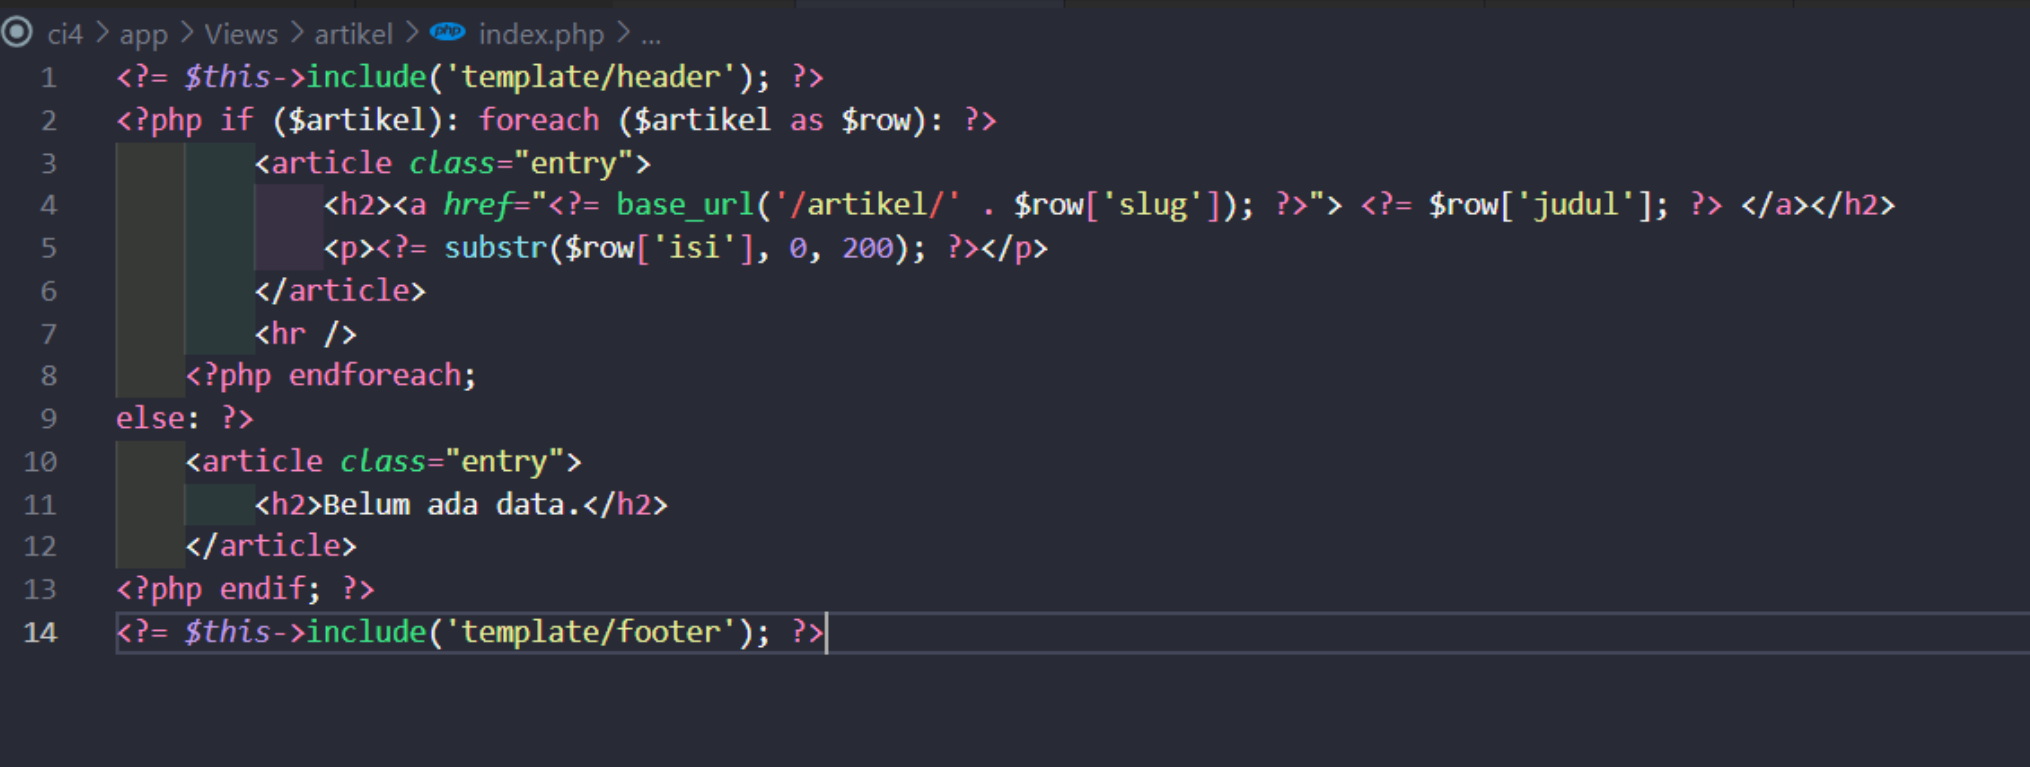 ci4 > app > Views > artikel > php index.php > ...
1 <?= $this->include('template/header'); ?>
2 <?php if ($artikel): foreach ($artikel as $row): ?>
3 <article class="entry">
4 <h2><a href="<?= base_url('/artikel/' . $row['slug']); ?>"> <?= $row['judul']; ?> </a></h2>
5 <p><?= substr($row['isi'], 0, 200); ?></p>
6 </article>
7 <hr />
8 <?php endforeach;
9 else: ?>
10 <article class="entry">
11 <h2>Belum ada data.</h2>
12 </article>
13 <?php endif; ?>
14 <?= $this->include('template/footer'); ?>